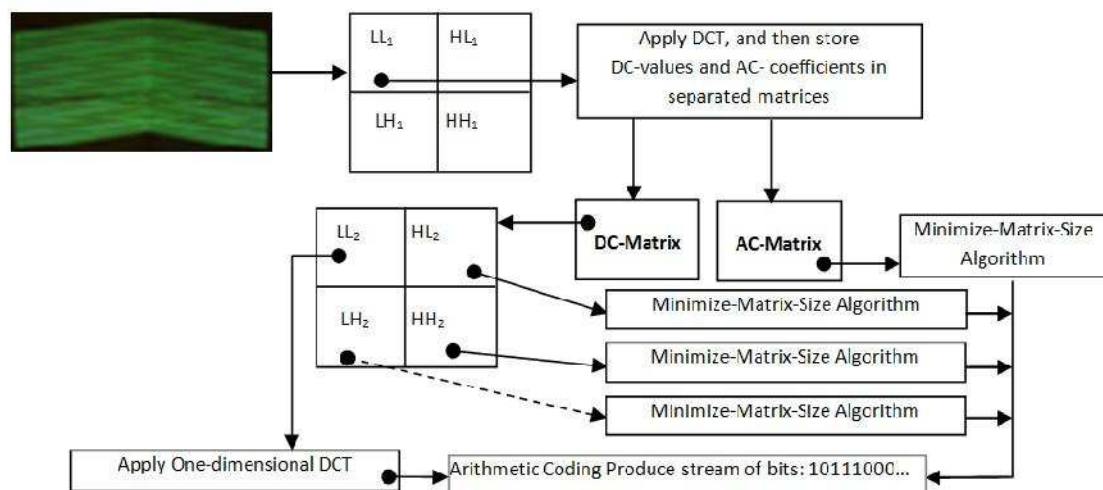 LL₁ HL₁
LH₁ HH₁
Apply DCT, and then store
DC-values and AC- coefficients in
separated matrices
DC-Matrix
AC-Matrix
Minimize-Matrix-Size
Algorithm
LL₂ HL₂
LH₂ HH₂
Minimize-Matrix-Size Algorithm
Minimize-Matrix-Size Algorithm
Minimize-Matrix-Size Algorithm
Apply One-dimensional DCT
Arithmetic Coding Produce stream of bits: 10111000...